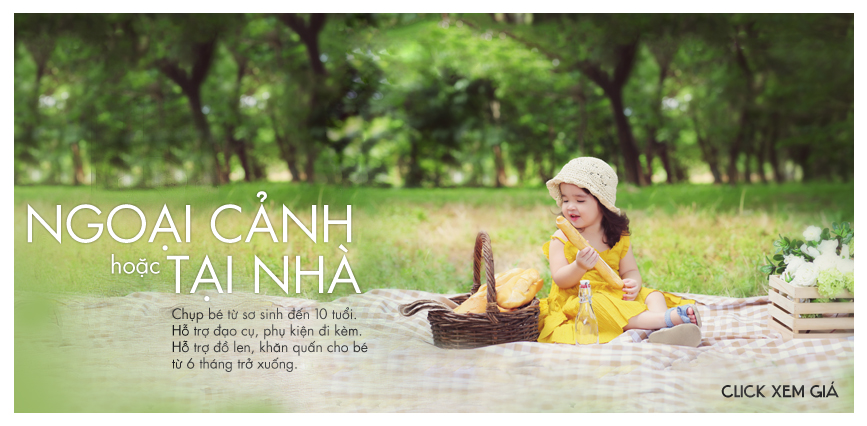 NGOẠI CẢNH
hoặc TẠI NHÀ
Chụp bé từ sơ sinh đến 10 tuổi.
Hỗ trợ đạo cụ, phụ kiện đi kèm.
Hỗ trợ đồ len, khăn quấn cho bé
từ 6 tháng trở xuống.
CLICK XEM GIÁ